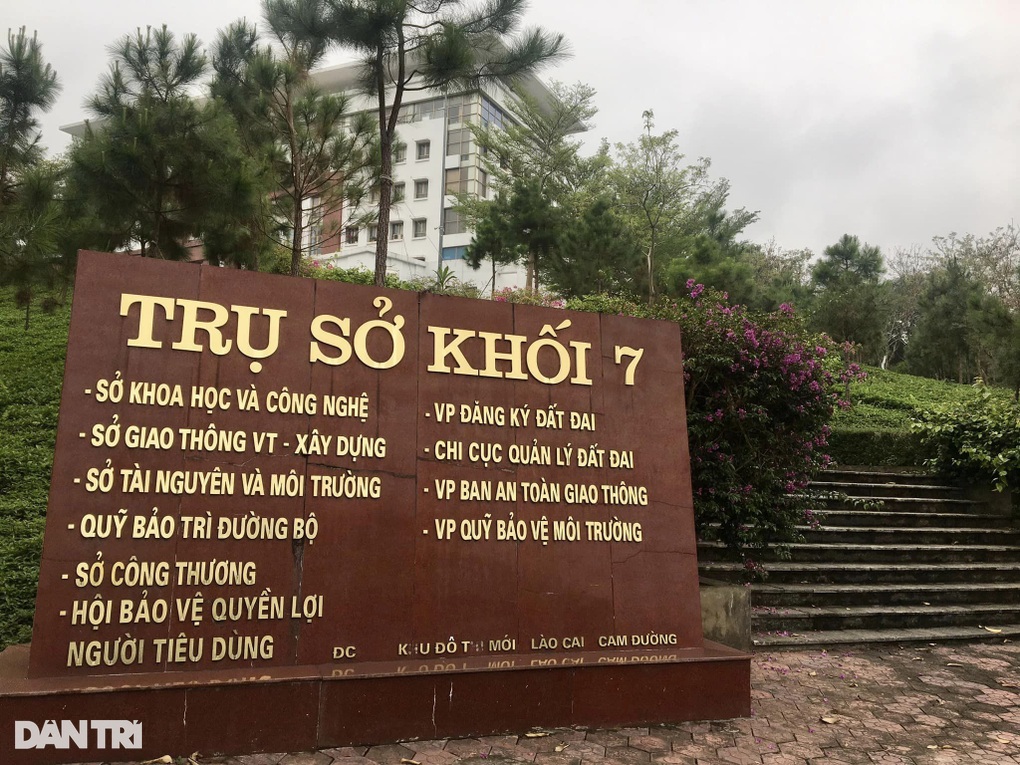 TRỤ SỞ KHỐI 7
- SỞ KHOA HỌC VÀ CÔNG NGHỆ
- SỞ GIAO THÔNG VT - XÂY DỰNG
- SỞ TÀI NGUYÊN VÀ MÔI TRƯỜNG
- QUỸ BẢO TRÌ ĐƯỜNG BỘ
- SỞ CÔNG THƯƠNG
- HỘI BẢO VỆ QUYỀN LỢI
NGƯỜI TIÊU DÙNG
- VP ĐĂNG KÝ ĐẤT ĐAI
- CHI CỤC QUẢN LÝ ĐẤT ĐAI
- VP BAN AN TOÀN GIAO THÔNG
- VP QUỸ BẢO VỆ MÔI TRƯỜNG
ĐC KHU ĐÔ THỊ MỚI LÀO CAI CAM ĐƯỜNG
DÂN TRÍ